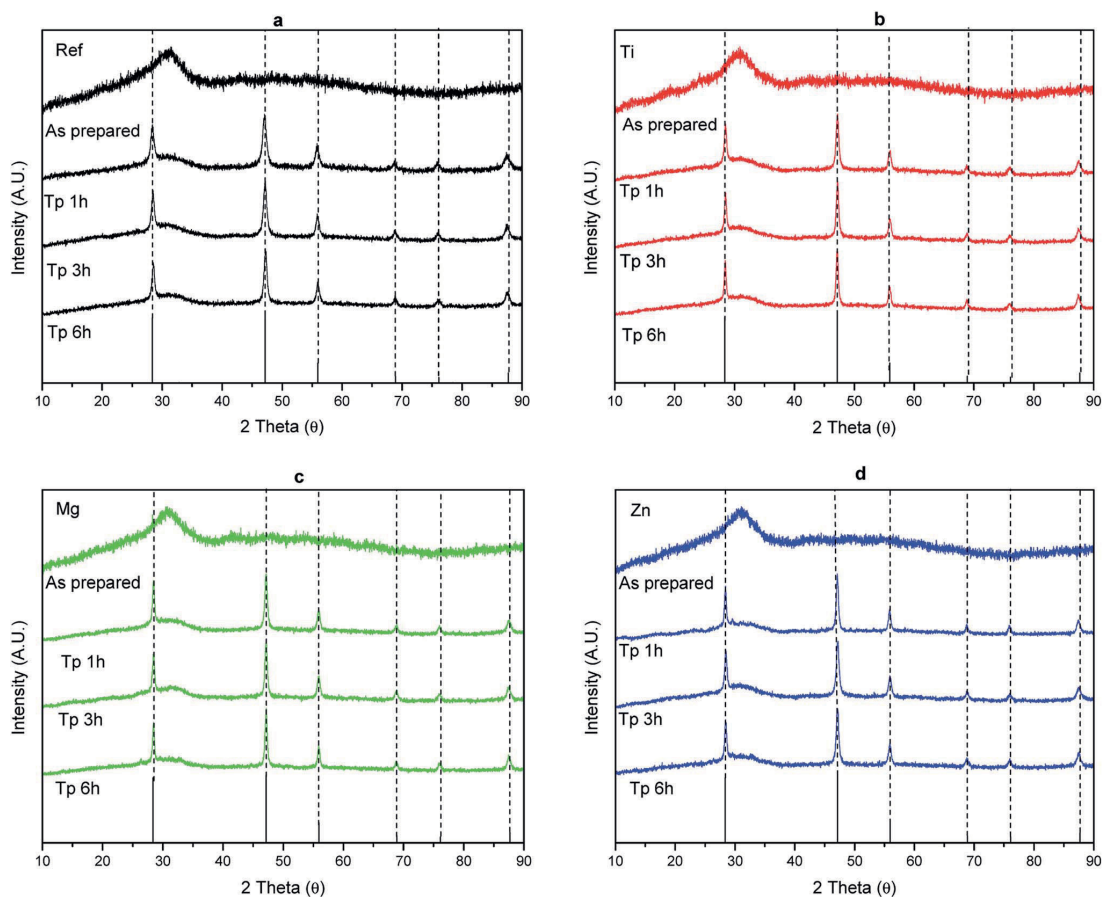 a
Ref
As prepared
Tp 1h
Tp 3h
Tp 6h
Intensity (A.U.)
10 20 30 40 50 60 70 80 90
2 Theta (θ)
b
Ti
As prepared
Tp 1h
Tp 3h
Tp 6h
Intensity (A.U.)
10 20 30 40 50 60 70 80 90
2 Theta (θ)
c
Mg
As prepared
Tp 1h
Tp 3h
Tp 6h
Intensity (A.U.)
10 20 30 40 50 60 70 80 90
2 Theta (θ)
d
Zn
As prepared
Tp 1h
Tp 3h
Tp 6h
Intensity (A.U.)
10 20 30 40 50 60 70 80 90
2 Theta (θ)